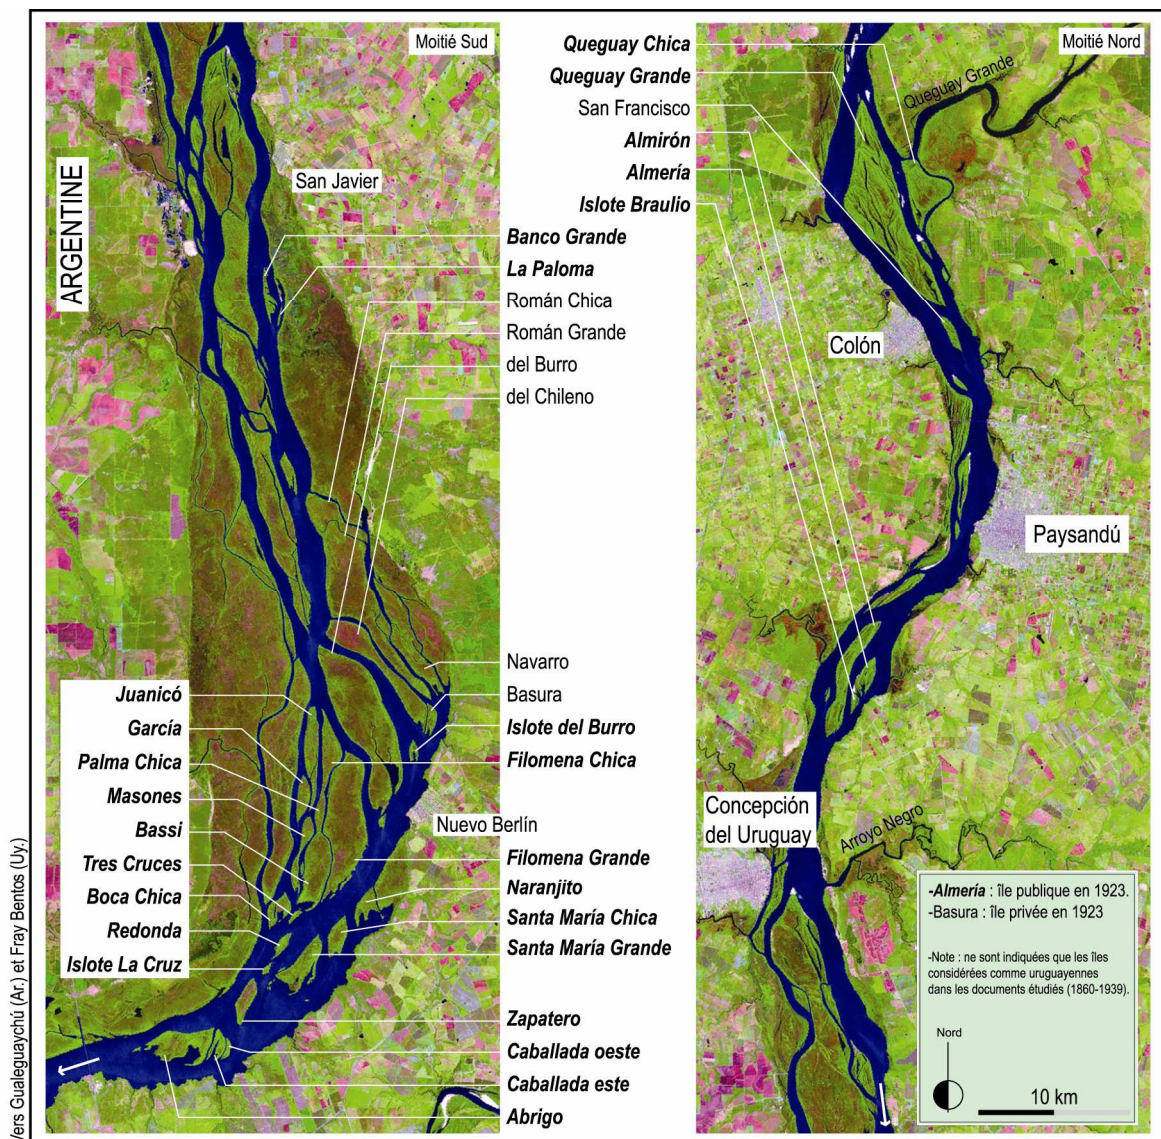 Moitié Sud
ARGENTINE
San Javier
Banco Grande
La Paloma
Román Chica
Román Grande
del Burro
del Chileno
Navarro
Basura
Islote del Burro
Filomena Chica
Nuevo Berlín
Filomena Grande
Naranjito
Santa María Chica
Santa María Grande
Zapatero
Caballada oeste
Caballada este
Abrigo
Juanicó
García
Palma Chica
Masones
Bassi
Tres Cruces
Boca Chica
Redonda
Islote La Cruz
Vers Gualeguaychú (Ar.) et Fray Bentos (Uy.)
Moitié Nord
Queguay Chica
Queguay Grande
San Francisco
Almirón
Almería
Islote Braulio
Queguay Grande
Colón
Paysandú
Concepción
del Uruguay
Arroyo Negro
-Almería : île publique en 1923.
-Basura : île privée en 1923
-Note : ne sont indiquées que les îles
considérées comme uruguayennes
dans les documents étudiés (1860-1939).
Nord
10 km